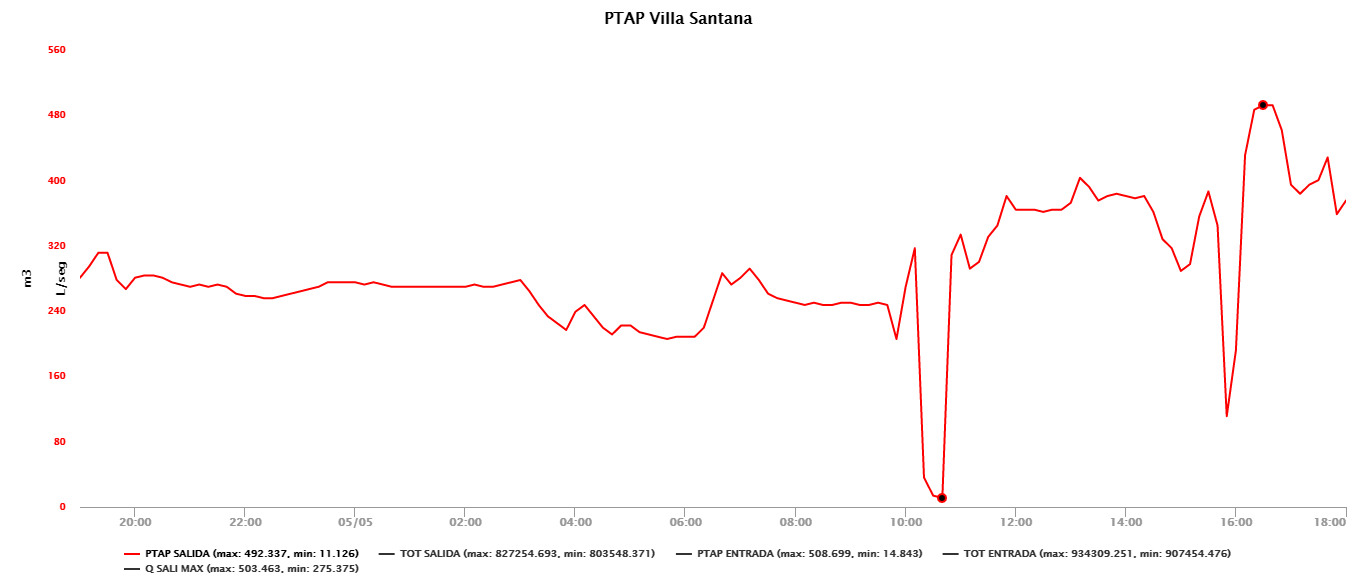 PTAP Villa Santana
560
480
400
320
240
160
80
0
m3
L/seg
20:00 22:00 05/05 02:00 04:00 06:00 08:00 10:00 12:00 14:00 16:00 18:00
PTAP SALIDA (max: 492.337, min: 11.126) TOT SALIDA (max: 827254.693, min: 803548.371) PTAP ENTRADA (max: 508.699, min: 14.843) TOT ENTRADA (max: 934309.251, min: 907454.476)
Q SALI MAX (max: 503.463, min: 275.375)